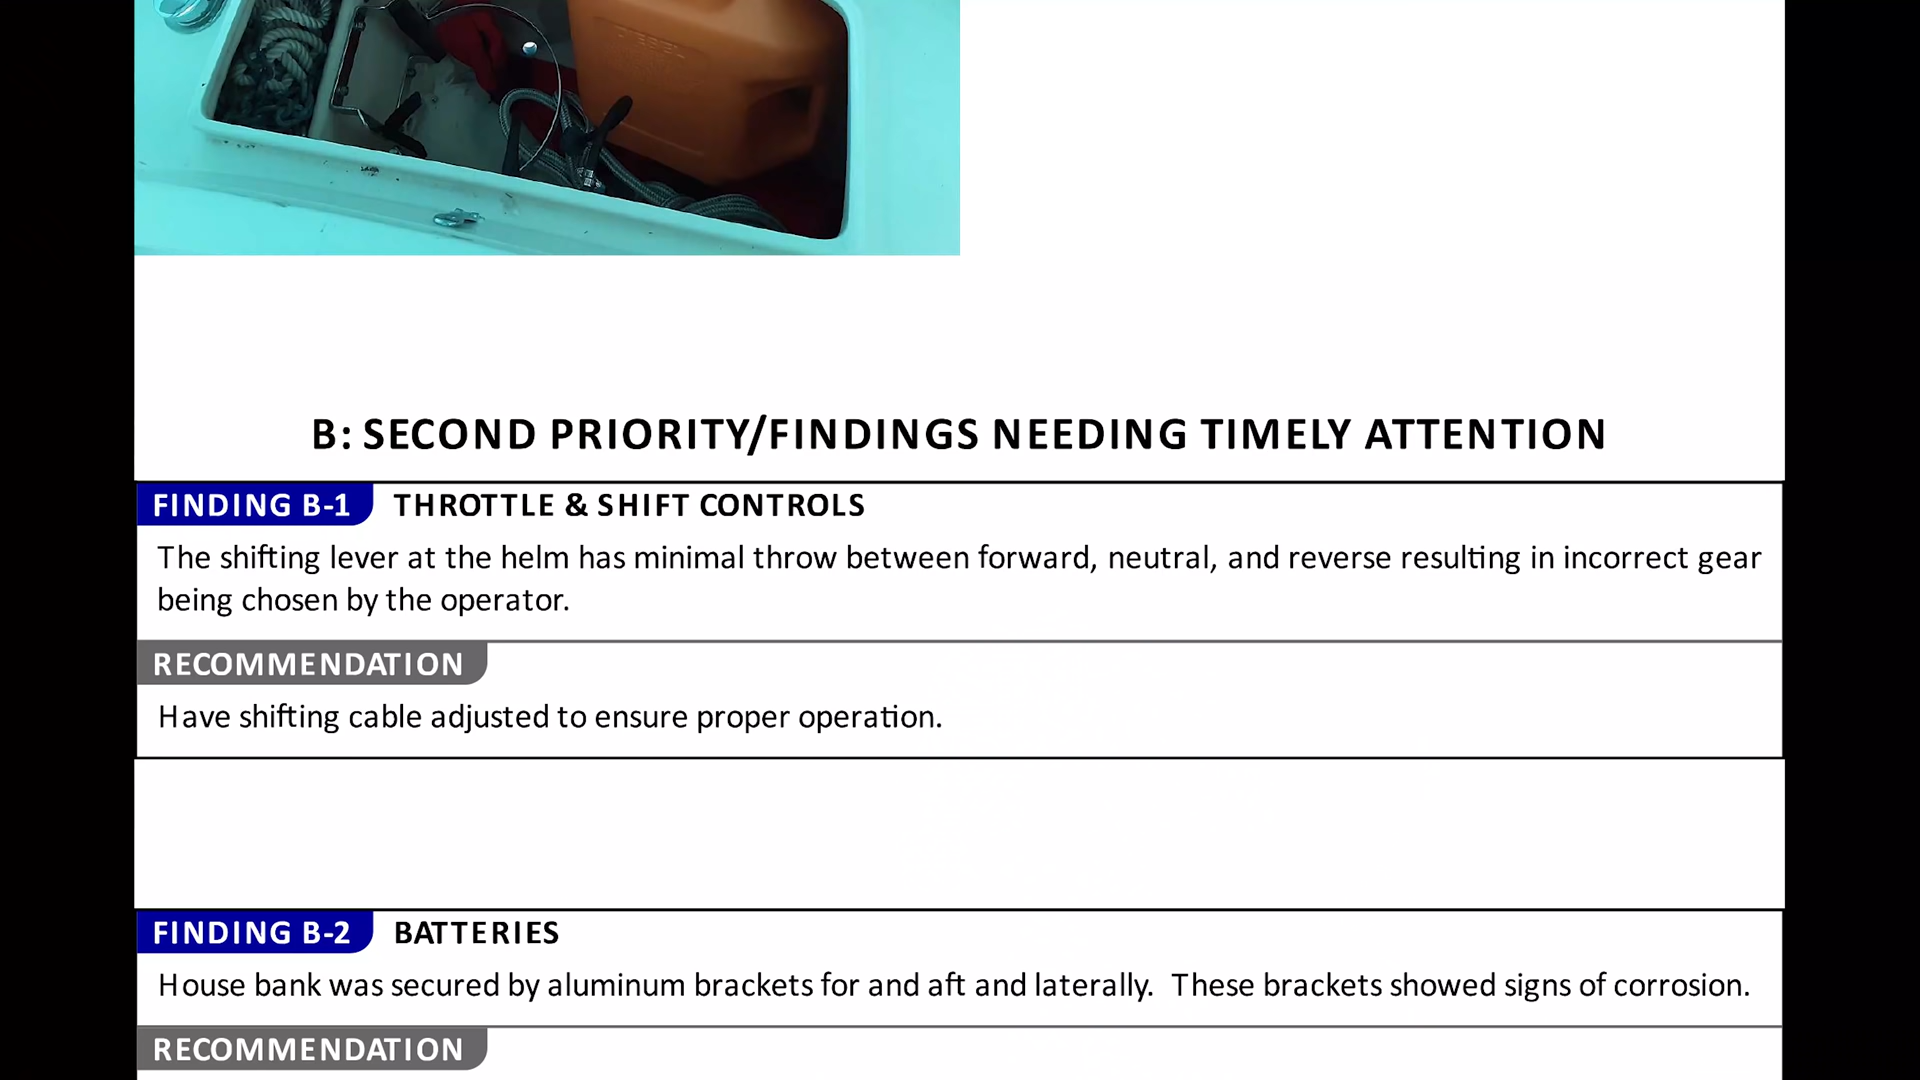 DIESEL
B: SECOND PRIORITY/FINDINGS NEEDING TIMELY ATTENTION
FINDING B-1 THROTTLE & SHIFT CONTROLS
The shifting lever at the helm has minimal throw between forward, neutral, and reverse resulting in incorrect gear
being chosen by the operator.
RECOMMENDATION
Have shifting cable adjusted to ensure proper operation.
FINDING B-2 BATTERIES
House bank was secured by aluminum brackets for and aft and laterally.  These brackets showed signs of corrosion.
RECOMMENDATION